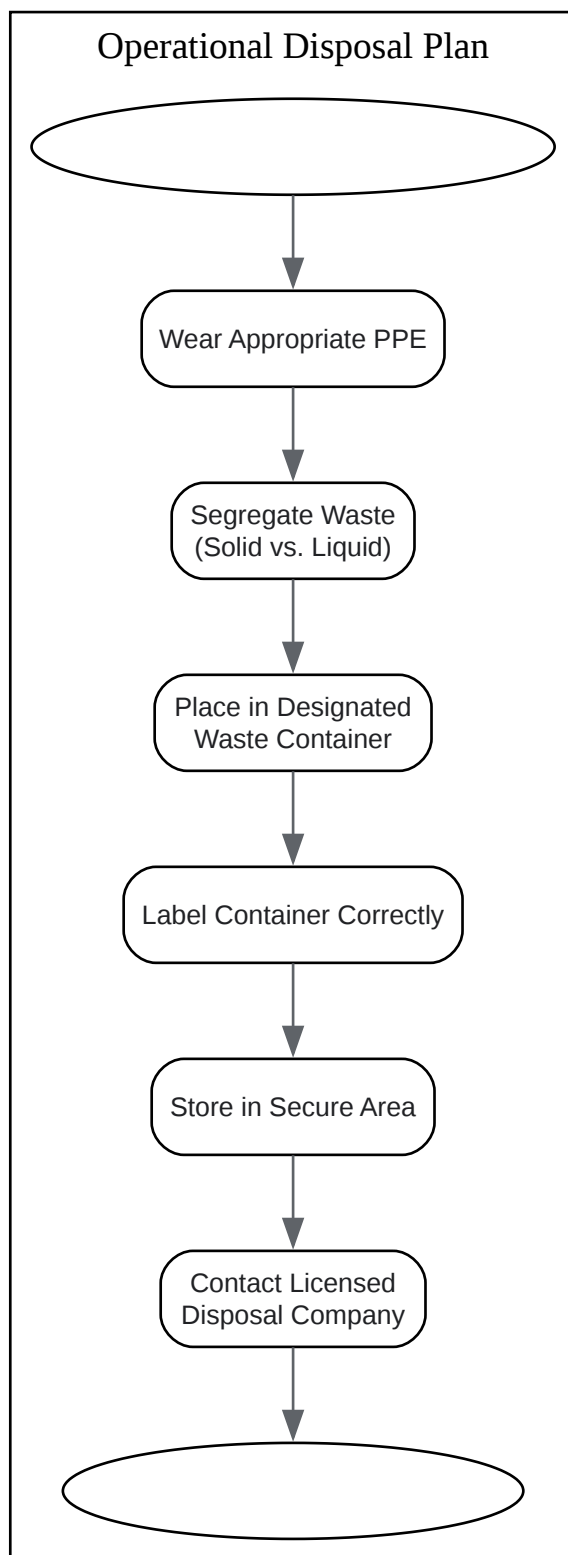 Operational Disposal Plan
Wear Appropriate PPE
Segregate Waste
(Solid vs. Liquid)
Place in Designated
Waste Container
Label Container Correctly
Store in Secure Area
Contact Licensed
Disposal Company